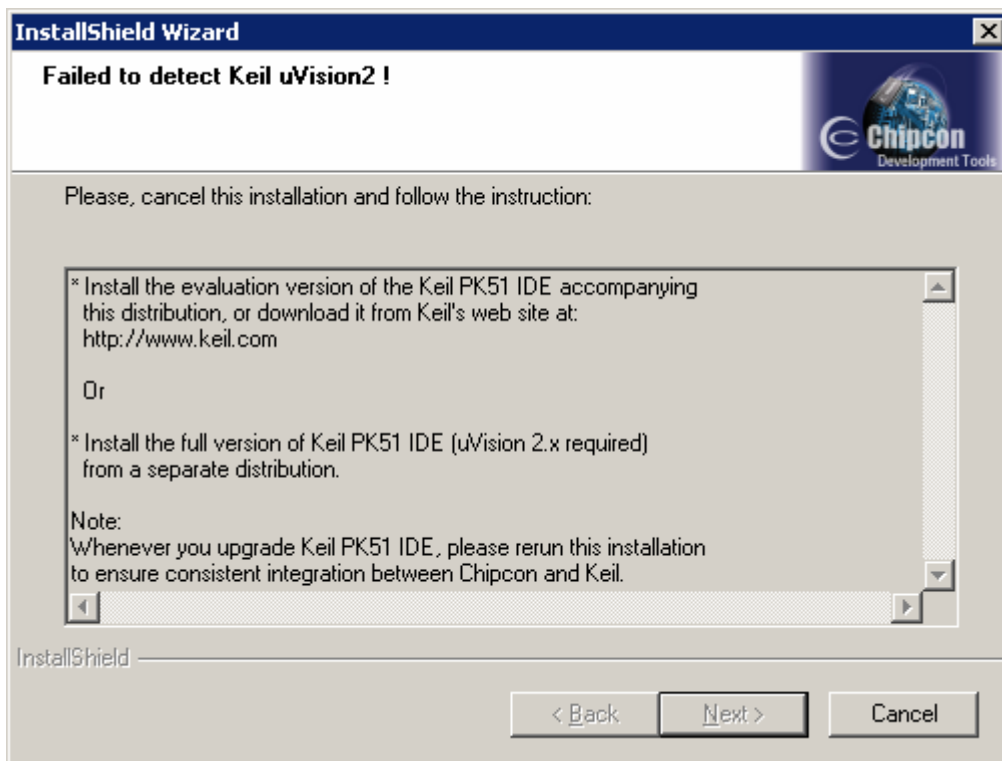 InstallShield Wizard
Failed to detect Keil uVision2 !
Chipcon
Development Tools
Please, cancel this installation and follow the instruction:
* Install the evaluation version of the Keil PK51 IDE accompanying
this distribution, or download it from Keil's web site at:
http://www.keil.com
Or
* Install the full version of Keil PK51 IDE (uVision 2.x required)
from a separate distribution.
Note:
Whenever you upgrade Keil PK51 IDE, please rerun this installation
to ensure consistent integration between Chipcon and Keil.
InstallShield
< Back Next > Cancel